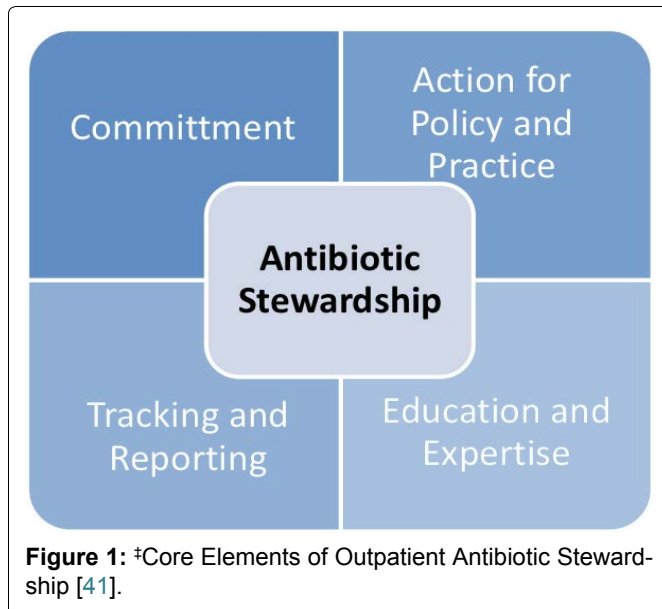 Committment
Action for
Policy and
Practice
Antibiotic
Stewardship
Tracking and
Reporting
Education and
Expertise
Figure 1: ‡Core Elements of Outpatient Antibiotic Steward-
ship [41].